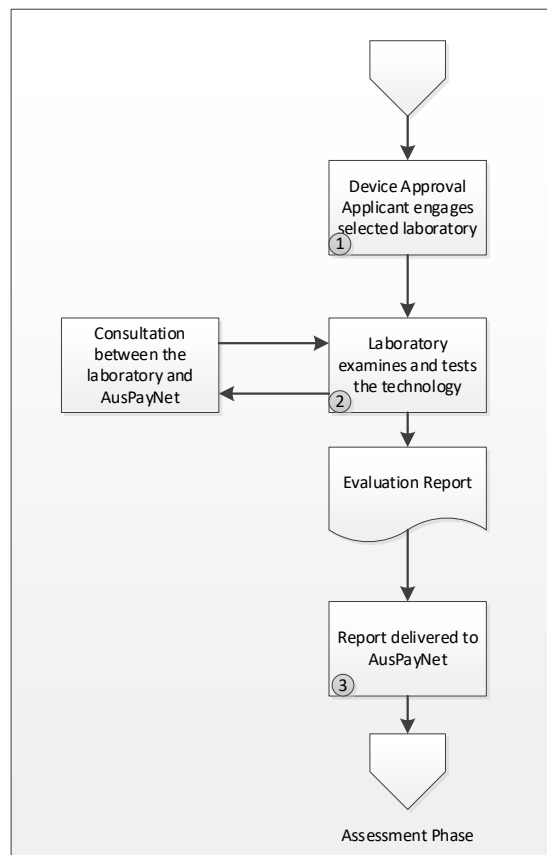 Device Approval
Applicant engages
selected laboratory
1
Consultation
between the
laboratory and
AusPayNet
Laboratory
examines and tests
the technology
2
Evaluation Report
Report delivered to
AusPayNet
3
Assessment Phase